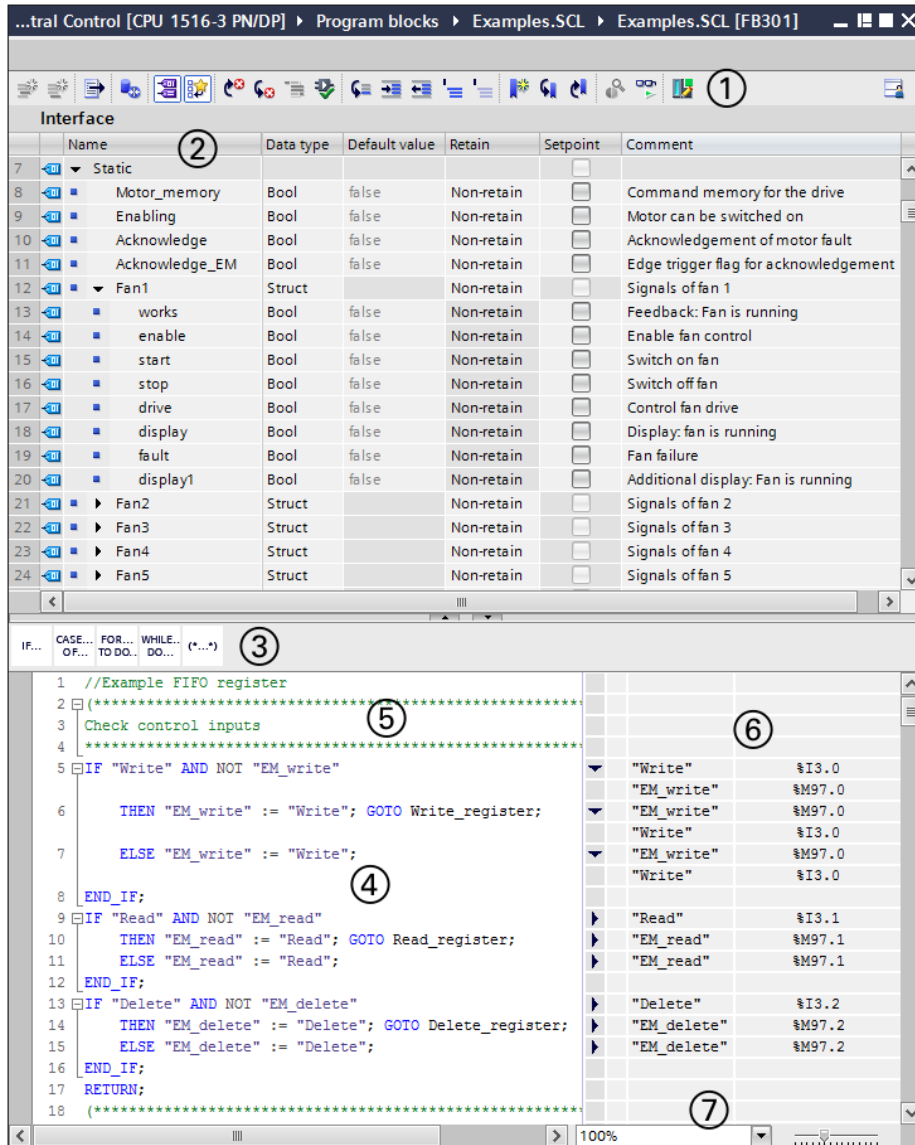 ...tral Control [CPU 1516-3 PN/DP] ▸ Program blocks ▸ Examples.SCL ▸ Examples.SCL [FB301]
①
Interface
Name ② Data type Default value Retain Setpoint Comment
7 Static
8 Motor_memory Bool false Non-retain Command memory for the drive
9 Enabling Bool false Non-retain Motor can be switched on
10 Acknowledge Bool false Non-retain Acknowledgement of motor fault
11 Acknowledge_EM Bool false Non-retain Edge trigger flag for acknowledgement
12 Fan1 Struct Non-retain Signals of fan 1
13 works Bool false Non-retain Feedback: Fan is running
14 enable Bool false Non-retain Enable fan control
15 start Bool false Non-retain Switch on fan
16 stop Bool false Non-retain Switch off fan
17 drive Bool false Non-retain Control fan drive
18 display Bool false Non-retain Display: fan is running
19 fault Bool false Non-retain Fan failure
20 display1 Bool false Non-retain Additional display: Fan is running
21 Fan2 Struct Non-retain Signals of fan 2
22 Fan3 Struct Non-retain Signals of fan 3
23 Fan4 Struct Non-retain Signals of fan 4
24 Fan5 Struct Non-retain Signals of fan 5
IF... CASE... OF... FOR... TO DO.. WHILE.. DO... (*...*) ③
1 //Example FIFO register
2 (*********************************************************
3 Check control inputs ⑤ ⑥
4 **********************************************************
5 IF "Write" AND NOT "EM_write" "Write" %I3.0
"EM_write" %M97.0
6 THEN "EM_write" := "Write"; GOTO Write_register; "EM_write" %M97.0
"Write" %I3.0
7 ELSE "EM_write" := "Write"; "EM_write" %M97.0
④ "Write" %I3.0
8 END_IF;
9 IF "Read" AND NOT "EM_read" "Read" %I3.1
10 THEN "EM_read" := "Read"; GOTO Read_register; "EM_read" %M97.1
11 ELSE "EM_read" := "Read"; "EM_read" %M97.1
12 END_IF;
13 IF "Delete" AND NOT "EM_delete" "Delete" %I3.2
14 THEN "EM_delete" := "Delete"; GOTO Delete_register; "EM_delete" %M97.2
15 ELSE "EM_delete" := "Delete"; "EM_delete" %M97.2
16 END_IF;
17 RETURN;
18 (********************************************************* ⑦
100%